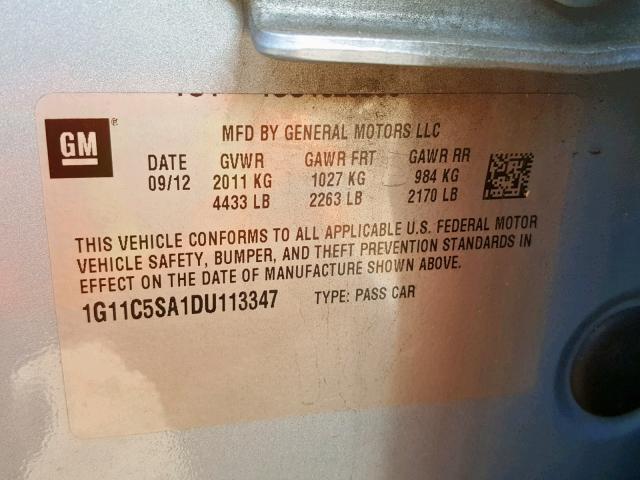 GM®
MFD BY GENERAL MOTORS LLC
DATE GVWR GAWR FRT GAWR RR
09/12 2011 KG 1027 KG 984 KG
4433 LB 2263 LB 2170 LB
THIS VEHICLE CONFORMS TO ALL APPLICABLE U.S. FEDERAL MOTOR
VEHICLE SAFETY, BUMPER, AND THEFT PREVENTION STANDARDS IN
EFFECT ON THE DATE OF MANUFACTURE SHOWN ABOVE.
1G11C5SA1DU113347 TYPE: PASS CAR